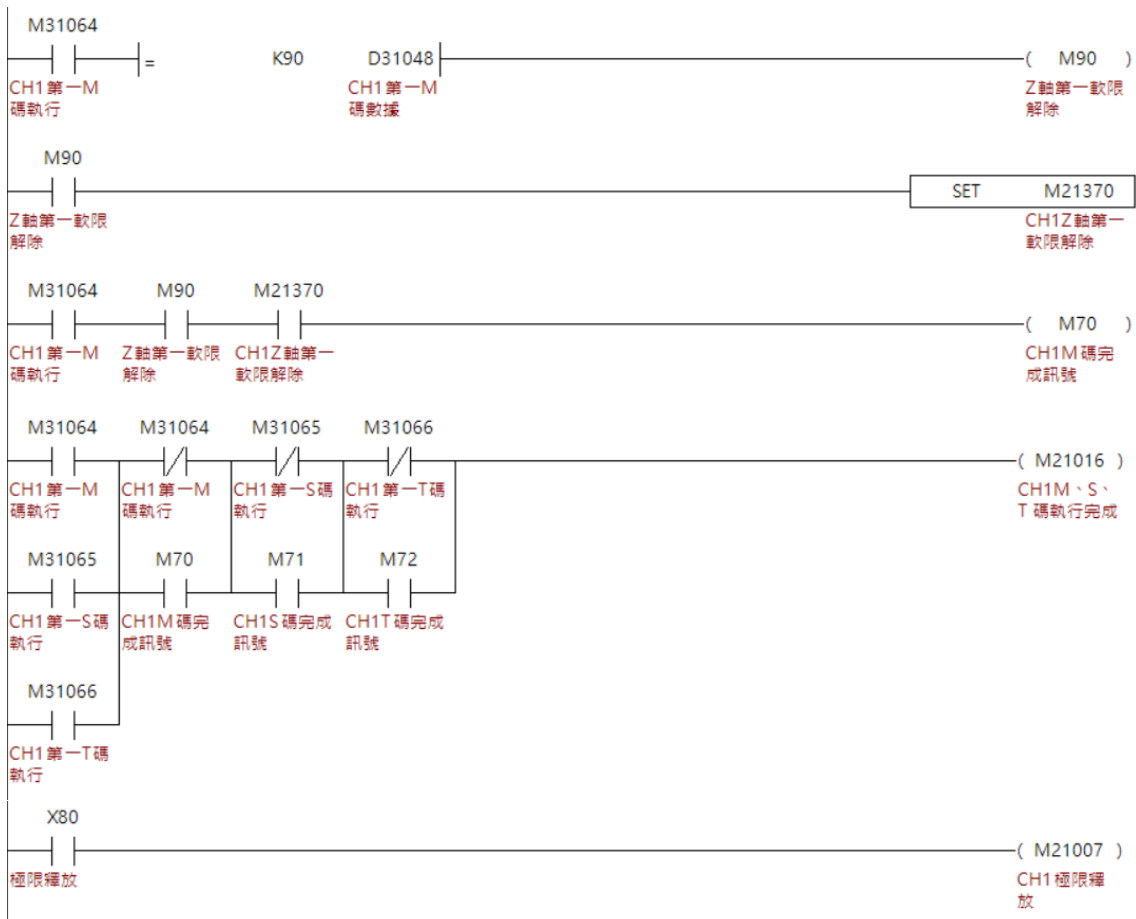 M31064
= K90 D31048 ( M90 )
CH1第一M CH1第一M Z軸第一軟限
碼執行 碼數據 解除
M90
SET M21370
Z軸第一軟限 CH1Z軸第一
解除 軟限解除
M31064 M90 M21370
( M70 )
CH1第一M Z軸第一軟限 CH1Z軸第一 CH1M碼完
碼執行 解除 軟限解除 成訊號
M31064 M31064 M31065 M31066
( M21016 )
CH1第一M CH1第一M CH1第一S碼 CH1第一T碼 CH1M、S、
碼執行 碼執行 執行 執行 T碼執行完成
M31065 M70 M71 M72
CH1第一S碼 CH1M碼完 CH1S碼完成 CH1T碼完成
執行 成訊號 訊號 訊號
M31066
CH1第一T碼
執行
X80
( M21007 )
極限釋放 CH1極限釋
放